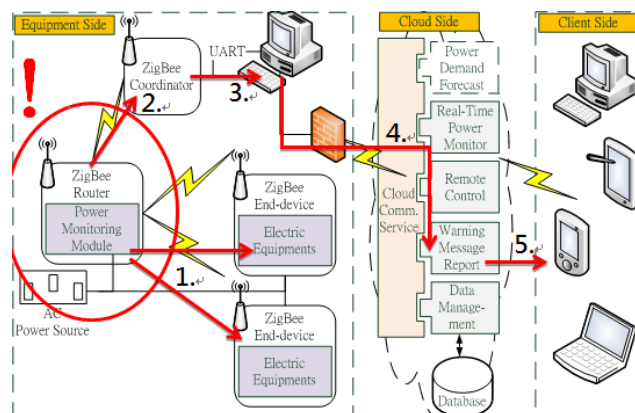 Equipment Side
Cloud Side
Client Side
UART
ZigBee
Coordinator
2.
3.
Power
Demand
Forecast
4.
Real-Time
Power
Monitor
ZigBee
Router
Power
Monitoring
Module
ZigBee
End-device
Electric
Equipments
Remote
Control
Cloud
Comm.
Service
Warning
Message
Report
5.
1.
AC
Power Source
ZigBee
End-device
Electric
Equipments
Data
Manage-
ment
Database